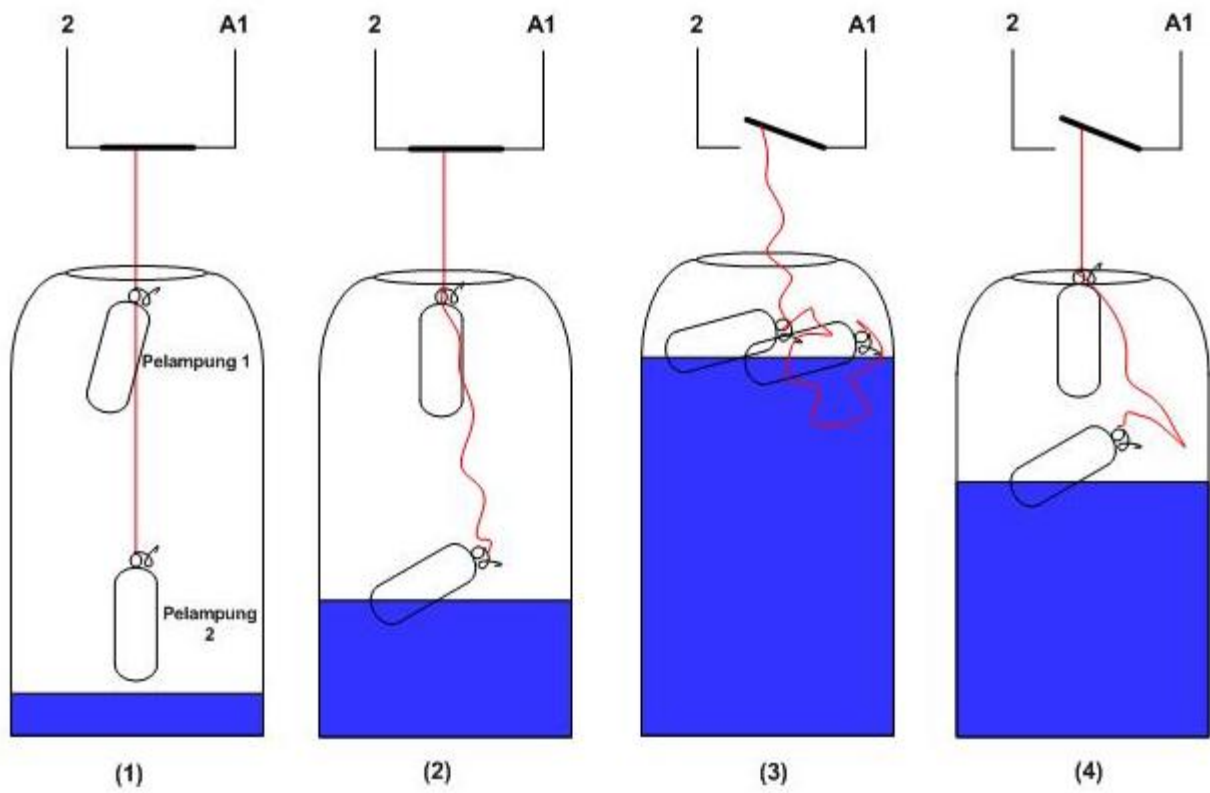 2 A1 2 A1 2 A1 2 A1
Pelampung 1
Pelampung
2
(1) (2) (3) (4)